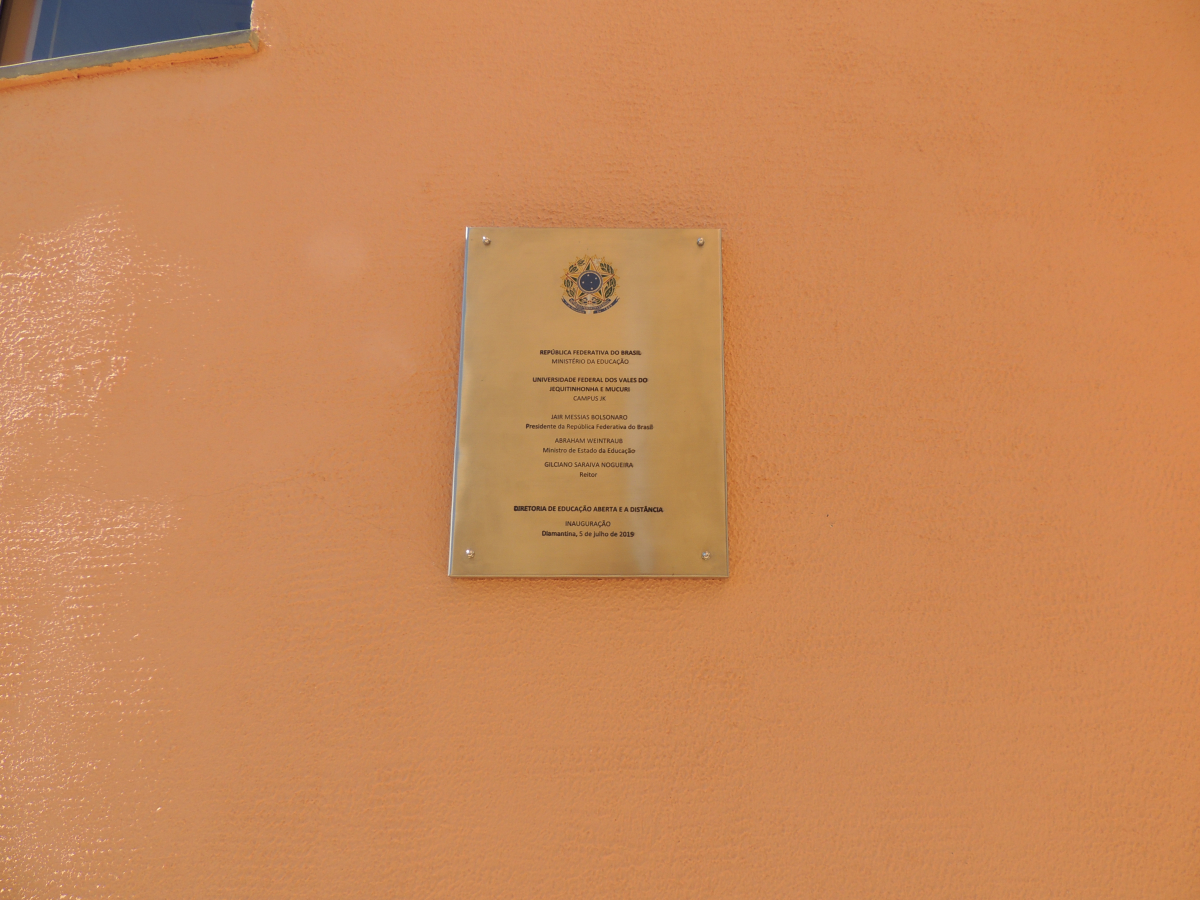 REPÚBLICA FEDERATIVA DO BRASIL
MINISTÉRIO DA EDUCAÇÃO
UNIVERSIDADE FEDERAL DOS VALES DO
JEQUITINHONHA E MUCURI
CAMPUS JK
JAIR MESSIAS BOLSONARO
Presidente da República Federativa do Brasil
ABRAHAM WEINTRAUB
Ministro de Estado da Educação
GILCIANO SARAIVA NOGUEIRA
Reitor
DIRETORIA DE EDUCAÇÃO ABERTA E A DISTÂNCIA
INAUGURAÇÃO
Diamantina, 5 de julho de 2019